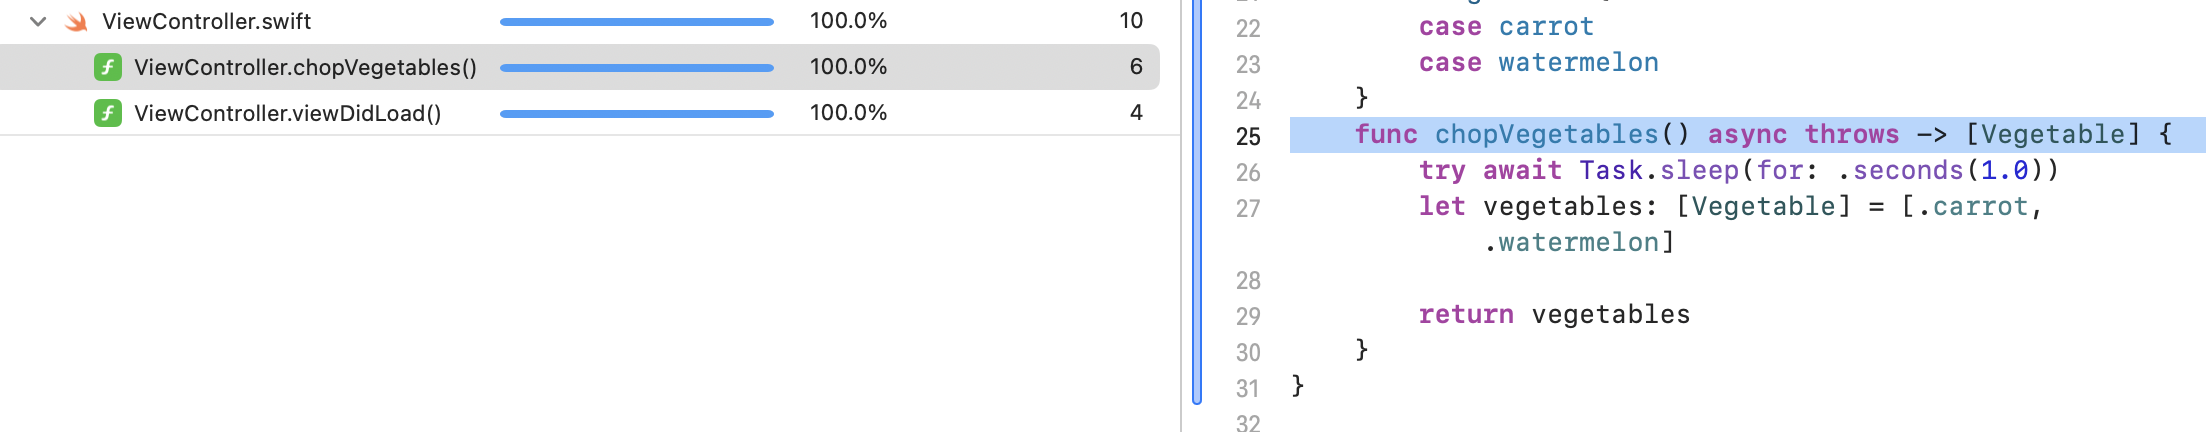 ViewController.swift 100.0% 10
ViewController.chopVegetables() 100.0% 6
ViewController.viewDidLoad() 100.0% 4
22 case carrot
23 case watermelon
24 }
25 func chopVegetables() async throws -> [Vegetable] {
26 try await Task.sleep(for: .seconds(1.0))
27 let vegetables: [Vegetable] = [.carrot,
.watermelon]
28
29 return vegetables
30 }
31 }
32